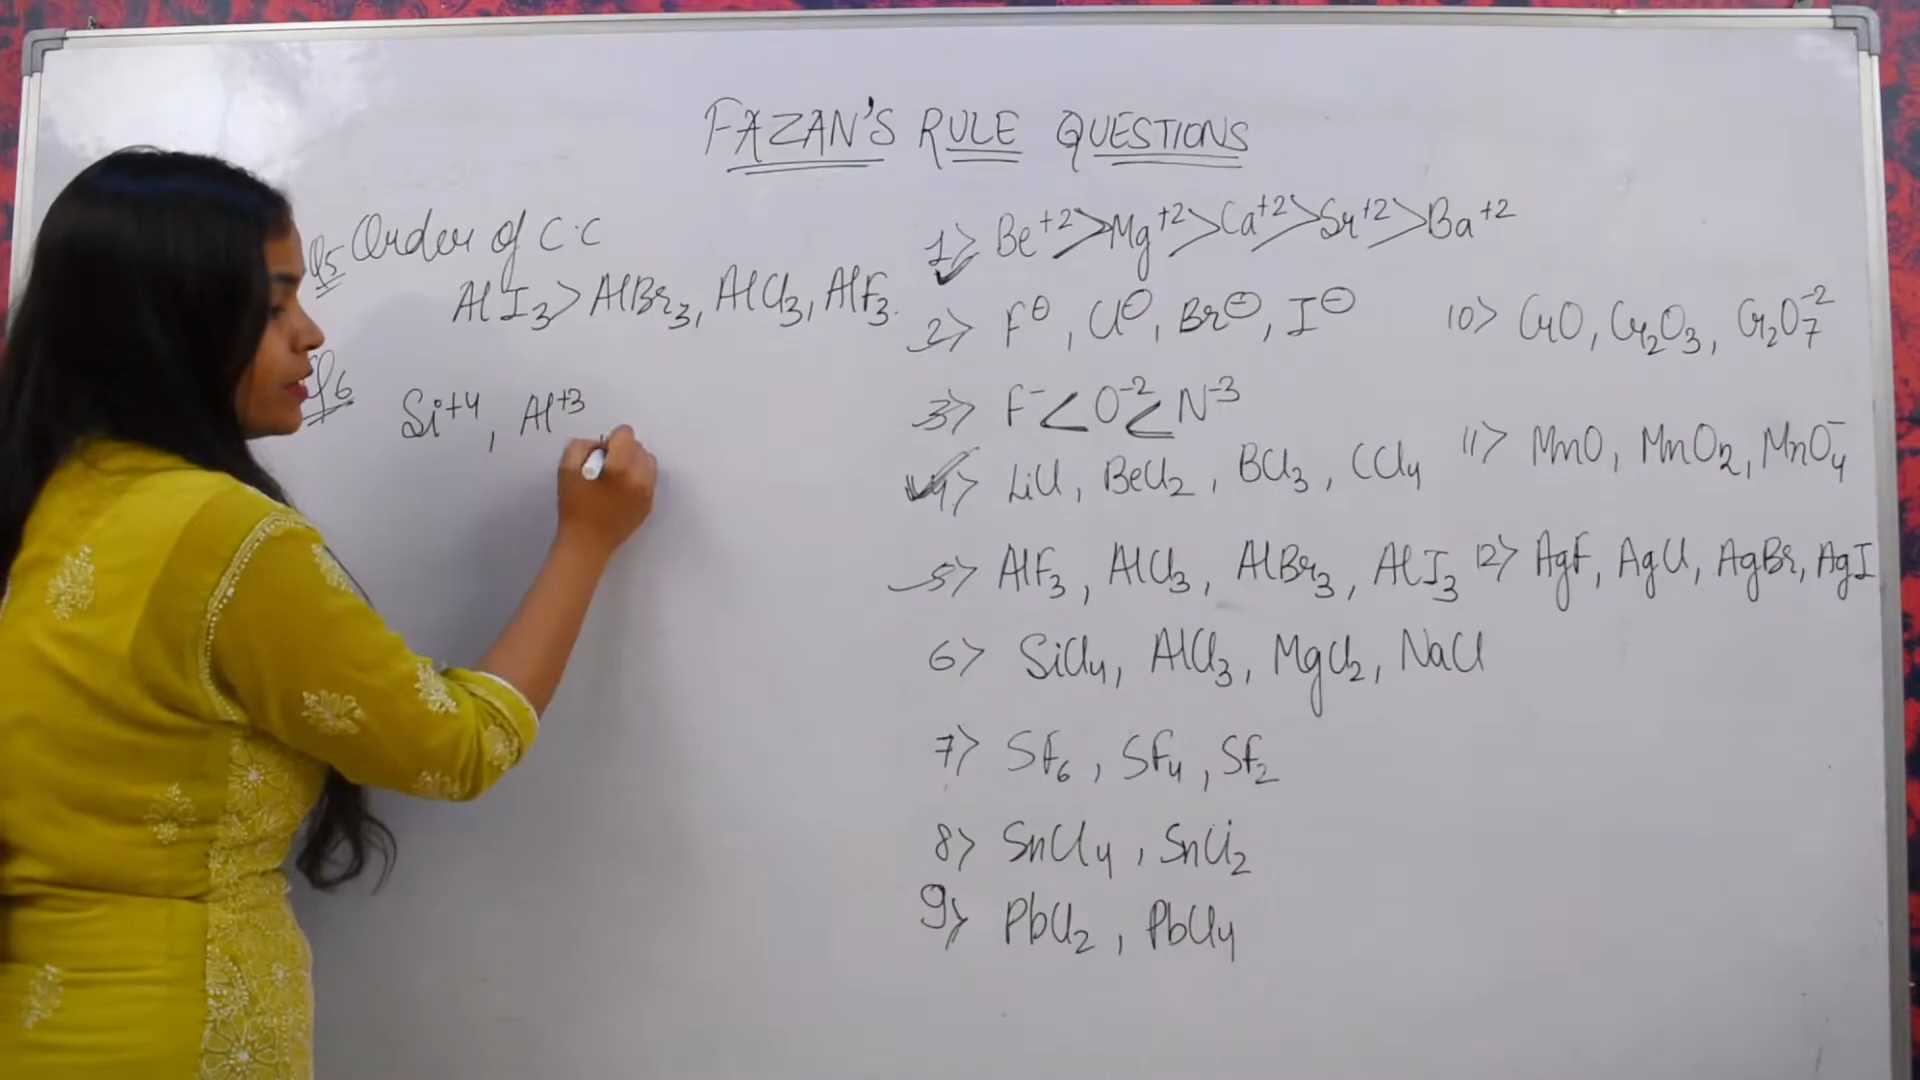 FAZAN'S RULE QUESTIONS
Q5 Order of C.C
AlI₃ > AlBr₃, AlCl₃, AlF₃.
Q6
Si⁺⁴, Al⁺³
1> Be⁺² > Mg⁺² > Ca⁺² > Sr⁺² > Ba⁺²
2> F⊖, Cl⊖, Br⊖, I⊖
3> F⁻ < O⁻² < N⁻³
4> LiCl, BeCl₂, BCl₃, CCl₄
5> AlF₃, AlCl₃, AlBr₃, AlI₃
6> SiCl₄, AlCl₃, MgCl₂, NaCl
7> SF₆, SF₄, SF₂
8> SnCl₄, SnCl₂
9> PbCl₂, PbCl₄
10> CrO, Cr₂O₃, Cr₂O₇⁻²
11> MnO, MnO₂, MnO₄⁻
12> AgF, AgCl, AgBr, AgI